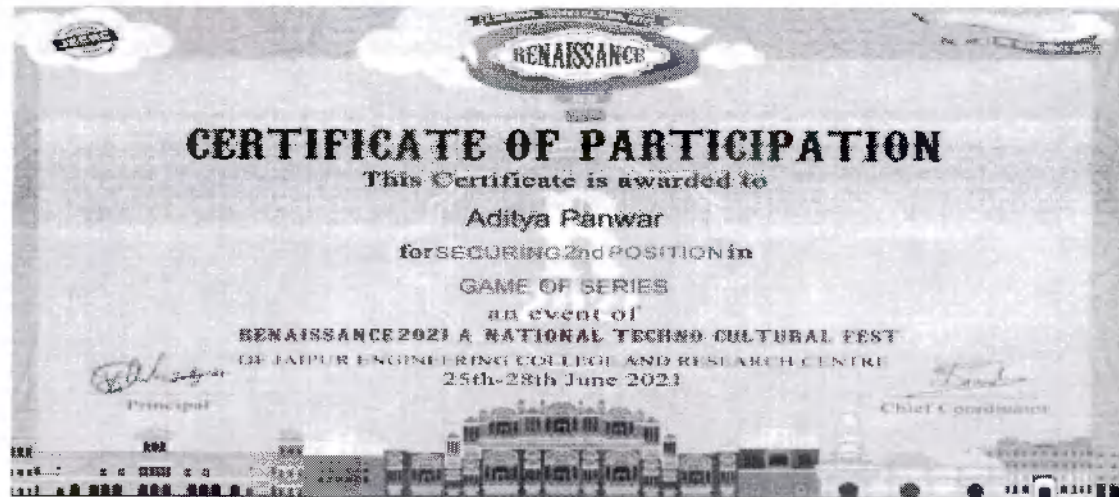 RENAISSANCE
CERTIFICATE OF PARTICIPATION
This Certificate is awarded to
Aditya Panwar
for SECURING 2nd POSITION in
GAME OF SERIES
an event of
RENAISSANCE 2021 A NATIONAL TECHNO CULTURAL FEST
OF JAIPUR ENGINEERING COLLEGE AND RESEARCH CENTRE
25th-28th June 2021
Principal
Chief Coordinator